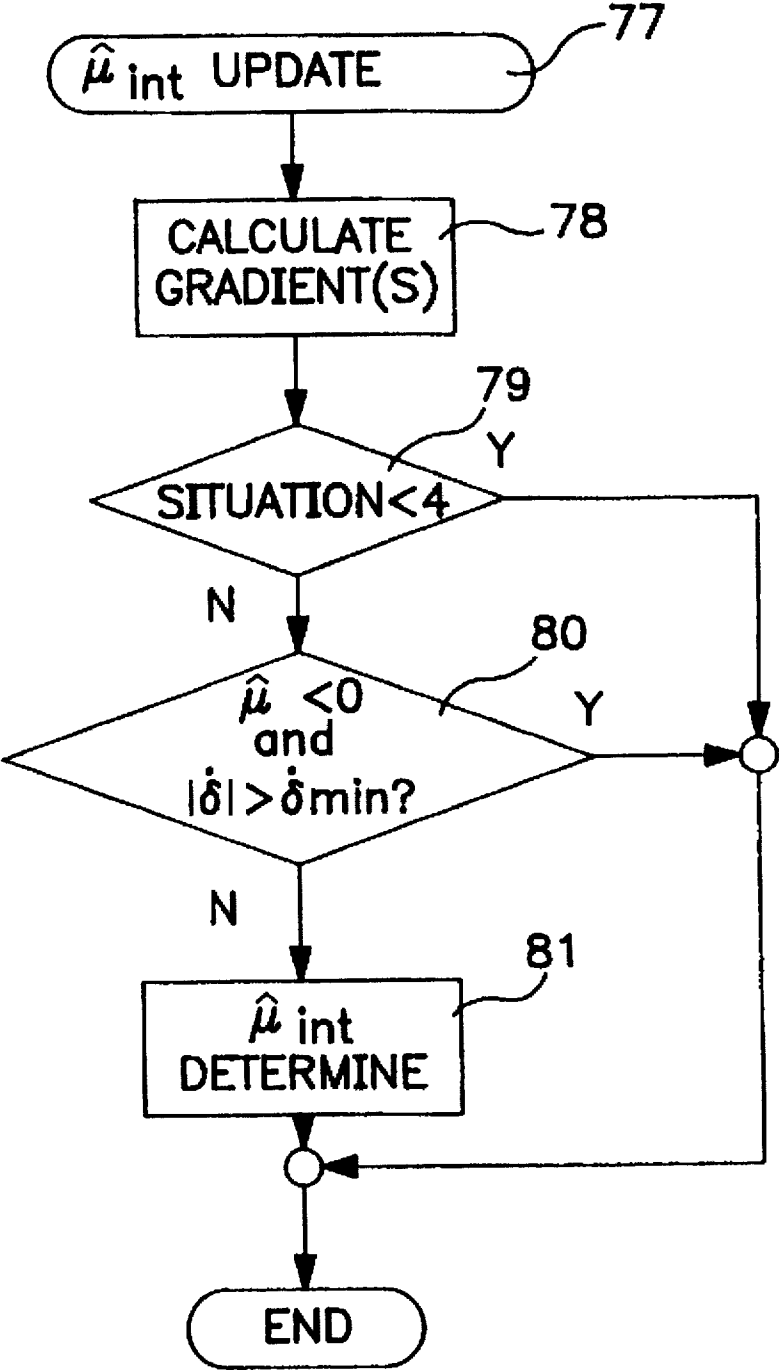 77
μ̂ int UPDATE
78
CALCULATE
GRADIENT(S)
79
Y
SITUATION<4
N
80
μ̂ <0
and
Y
|δ̇|>δ̇min?
N
81
μ̂ int
DETERMINE
END